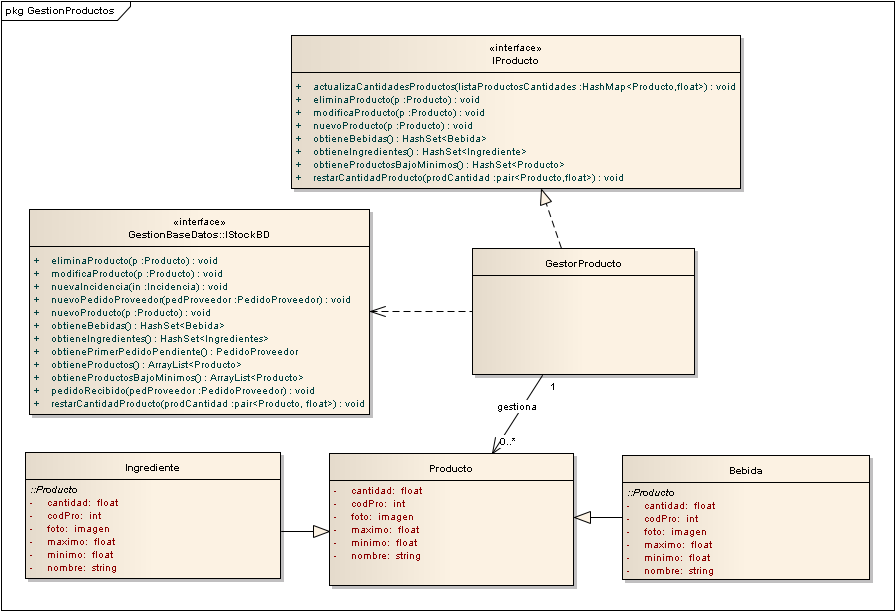 pkg GestionProductos
«interface»
IProducto
+ actualizaCantidadesProductos(listaProductosCantidades :HashMap<Producto,float>) : void
+ eliminaProducto(p :Producto) : void
+ modificaProducto(p :Producto) : void
+ nuevoProducto(p :Producto) : void
+ obtieneBebidas() : HashSet<Bebida>
+ obtieneIngredientes() : HashSet<Ingrediente>
+ obtieneProductosBajoMinimos() : HashSet<Producto>
+ restarCantidadProducto(prodCantidad :pair<Producto,float>) : void
«interface»
GestionBaseDatos::IStockBD
+ eliminaProducto(p :Producto) : void
+ modificaProducto(p :Producto) : void
+ nuevaIncidencia(in :Incidencia) : void
+ nuevoPedidoProveedor(pedProveedor :PedidoProveedor) : void
+ nuevoProducto(p :Producto) : void
+ obtieneBebidas() : HashSet<Bebida>
+ obtieneIngredientes() : HashSet<Ingredientes>
+ obtienePrimerPedidoPendiente() : PedidoProveedor
+ obtieneProductos() : ArrayList<Producto>
+ obtieneProductosBajoMinimos() : ArrayList<Producto>
+ pedidoRecibido(pedProveedor :PedidoProveedor) : void
+ restarCantidadProducto(prodCantidad :pair<Producto, float>) : void
GestorProducto
1
gestiona
0..*
Ingrediente
::Producto
- cantidad: float
- codPro: int
- foto: imagen
- maximo: float
- minimo: float
- nombre: string
Producto
- cantidad: float
- codPro: int
- foto: imagen
- maximo: float
- minimo: float
- nombre: string
Bebida
::Producto
- cantidad: float
- codPro: int
- foto: imagen
- maximo: float
- minimo: float
- nombre: string